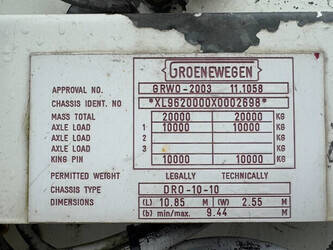 GROENEWEGEN
APPROVAL NO. GRWO-2003 11.1058
CHASSIS IDENT. NO *XL9620000X0002698*
MASS TOTAL 20000 20000 KG
AXLE LOAD 1 10000 10000 KG
AXLE LOAD 2 KG
AXLE LOAD 3 KG
KING PIN 10000 10000 KG
PERMITTED WEIGHT LEGALLY TECHNICALLY
CHASSIS TYPE DRO-10-10
DIMENSIONS (L) 10.85 M (W) 2.55 M
(b) min/max. 9.44 M